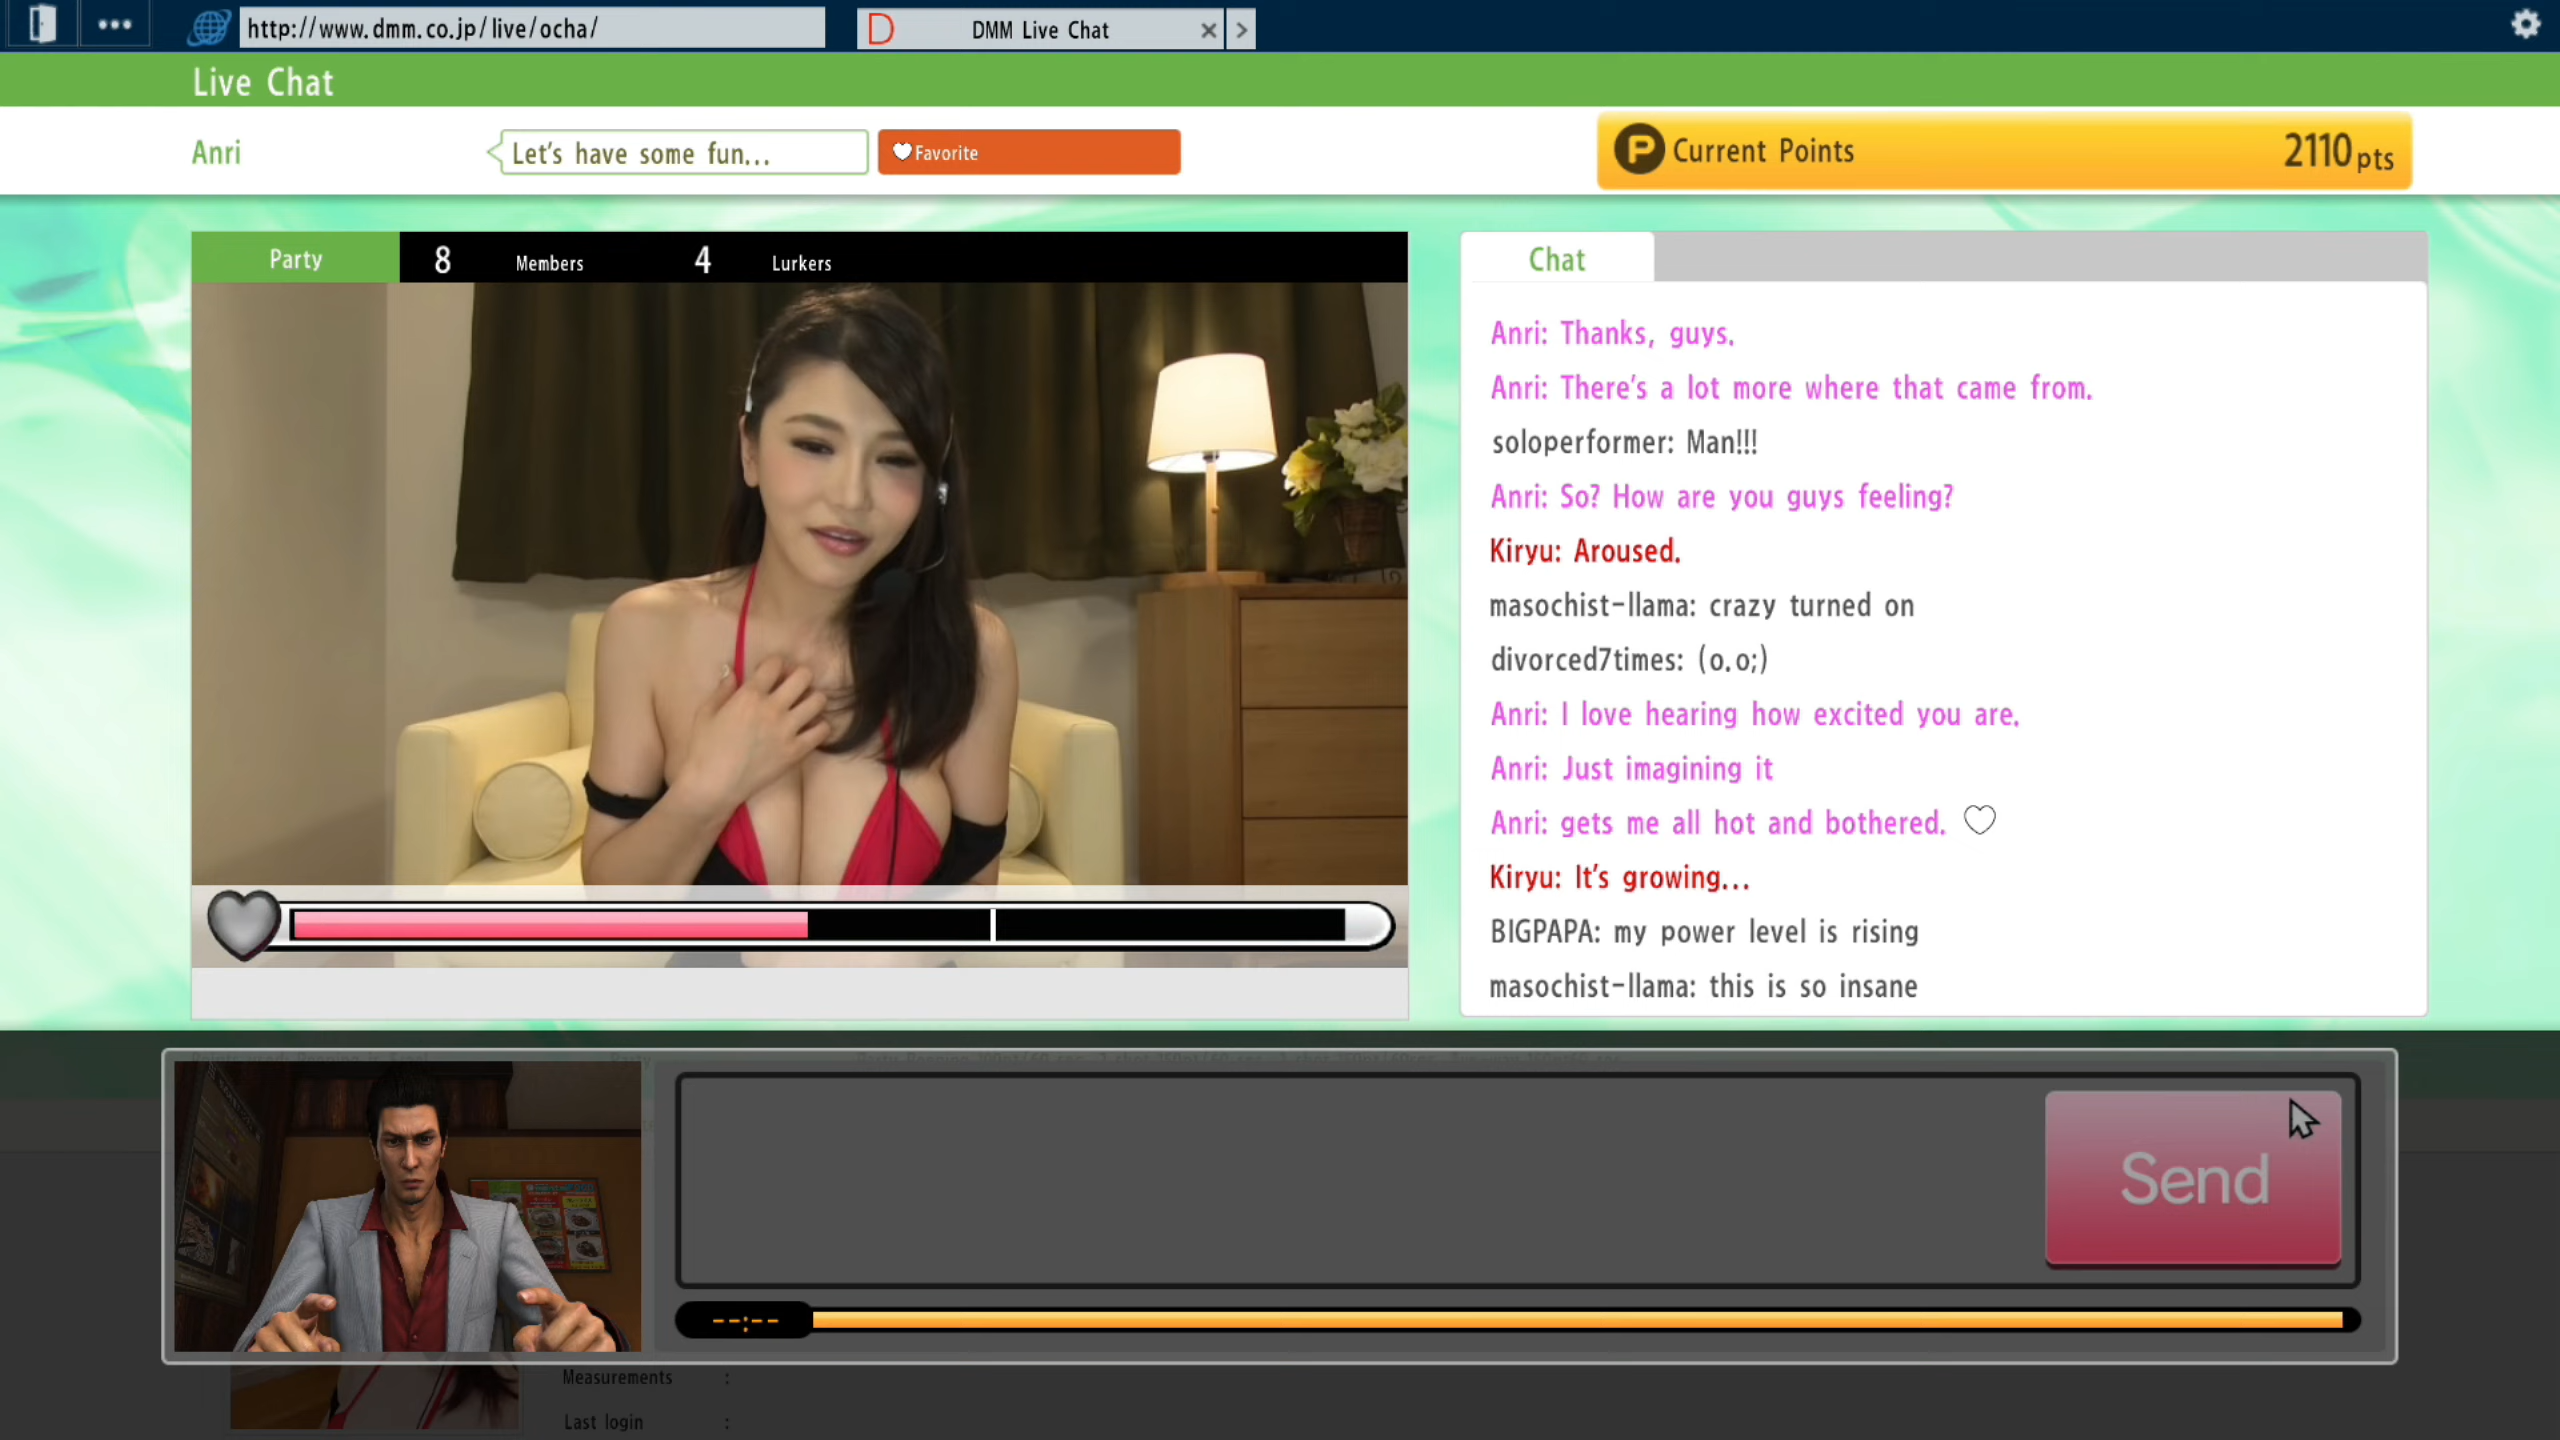 http://www.dmm.co.jp/live/ocha/
DMM Live Chat
Live Chat
Anri
Let's have some fun...
Favorite
P Current Points
2110 pts
Party
8 Members
4 Lurkers
Chat
Anri: Thanks, guys.
Anri: There's a lot more where that came from.
soloperformer: Man!!!
Anri: So? How are you guys feeling?
Kiryu: Aroused.
masochist-llama: crazy turned on
divorced7times: (o.o;)
Anri: I love hearing how excited you are.
Anri: Just imagining it
Anri: gets me all hot and bothered. ♡
Kiryu: It's growing...
BIGPAPA: my power level is rising
masochist-llama: this is so insane
Send
--:--
Measurements :
Last login :